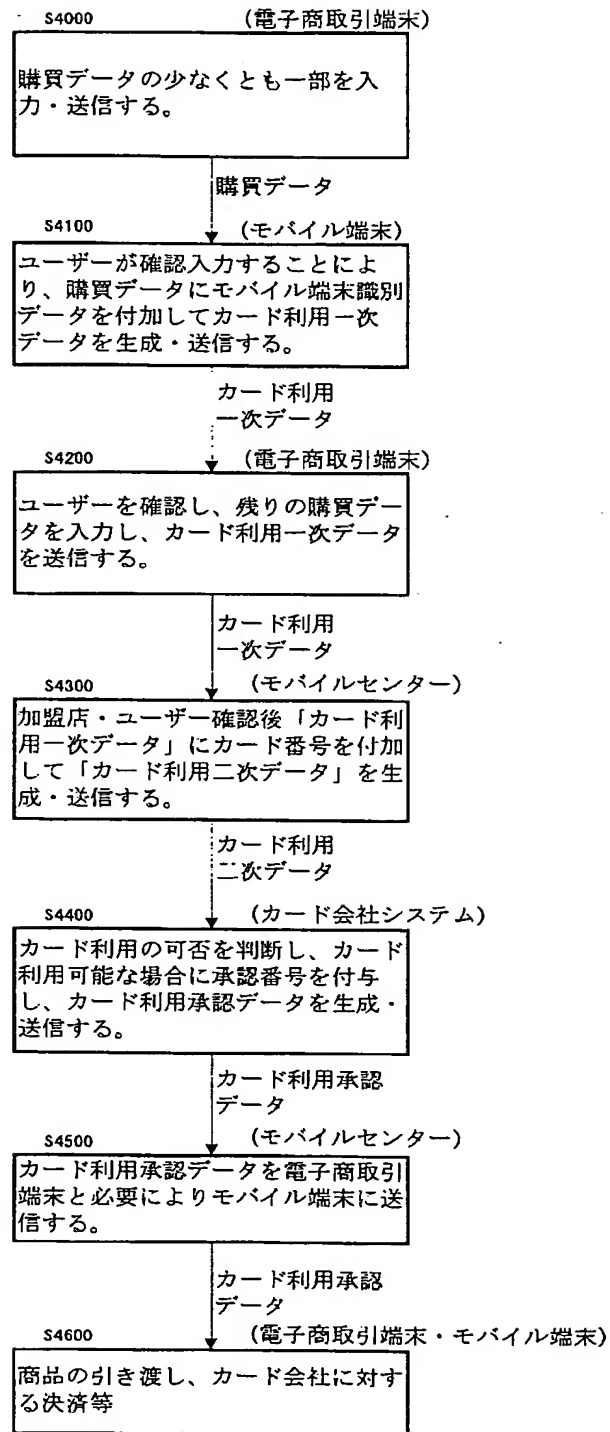 S4000 (電子商取引端末)
購買データの少なくとも一部を入
力・送信する。
購買データ
S4100 (モバイル端末)
ユーザーが確認入力することによ
り、購買データにモバイル端末識別
データを付加してカード利用一次
データを生成・送信する。
カード利用
一次データ
S4200 (電子商取引端末)
ユーザーを確認し、残りの購買デー
タを入力し、カード利用一次データ
を送信する。
カード利用
一次データ
S4300 (モバイルセンター)
加盟店・ユーザー確認後「カード利
用一次データ」にカード番号を付加
して「カード利用二次データ」を生
成・送信する。
カード利用
二次データ
S4400 (カード会社システム)
カード利用の可否を判断し、カード
利用可能な場合に承認番号を付与
し、カード利用承認データを生成・
送信する。
カード利用承認
データ
S4500 (モバイルセンター)
カード利用承認データを電子商取引
端末と必要によりモバイル端末に送
信する。
カード利用承認
データ
S4600 (電子商取引端末・モバイル端末)
商品の引き渡し、カード会社に対す
る決済等